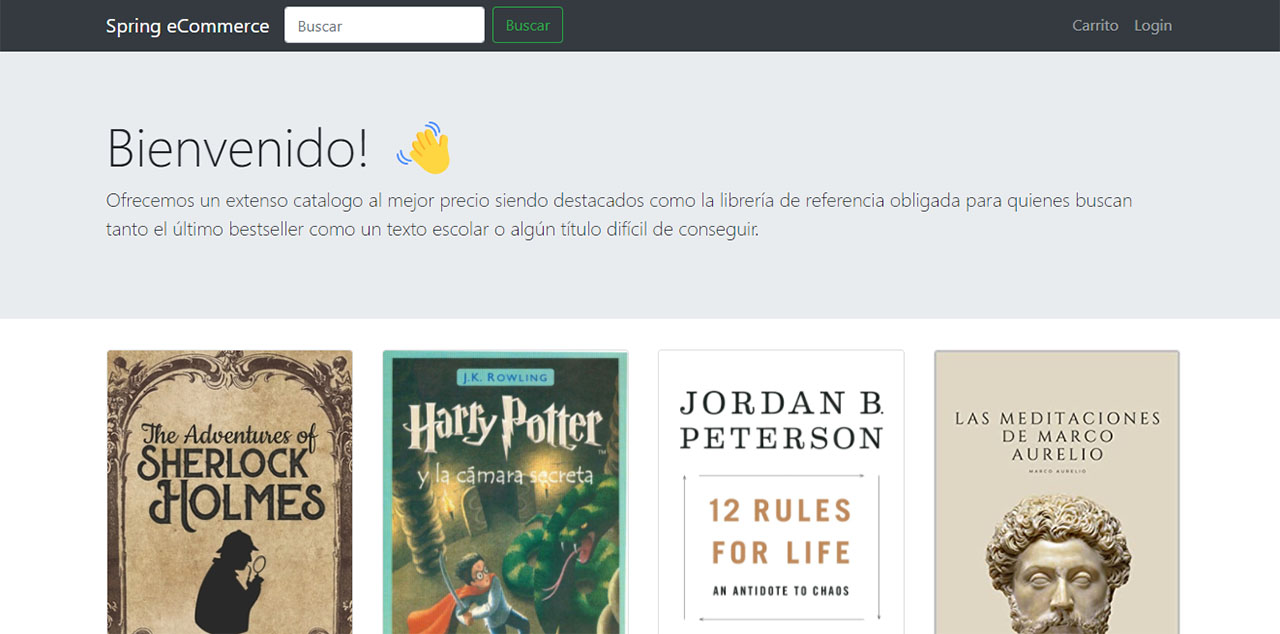 Spring eCommerce
Buscar
Buscar
Carrito
Login
Bienvenido!
Ofrecemos un extenso catalogo al mejor precio siendo destacados como la librería de referencia obligada para quienes buscan
tanto el último bestseller como un texto escolar o algún título difícil de conseguir.
The Adventures of
SHERLOCK
HOLMES
J.K. ROWLING
Harry Potter
™
y la cámara secreta
JORDAN B.
PETERSON
12 RULES
FOR LIFE
AN ANTIDOTE TO CHAOS
LAS MEDITACIONES
DE MARCO
AURELIO
MARCO AURELIO